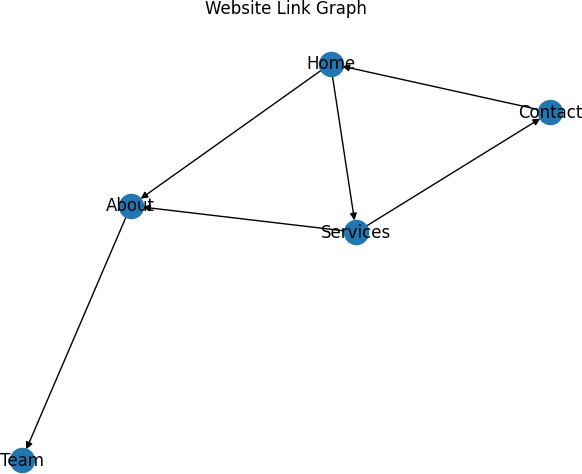 Website Link Graph
Home
Contact
About
Services
Team